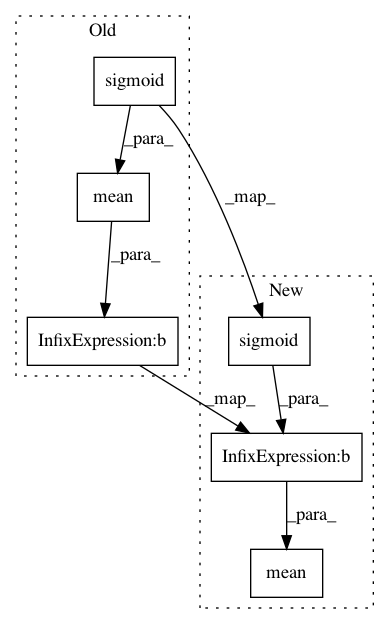 Old
sigmoid
_para_
mean
_map_
_para_
New
InfixExpression:b
sigmoid
_map_
_para_
InfixExpression:b
_para_
mean